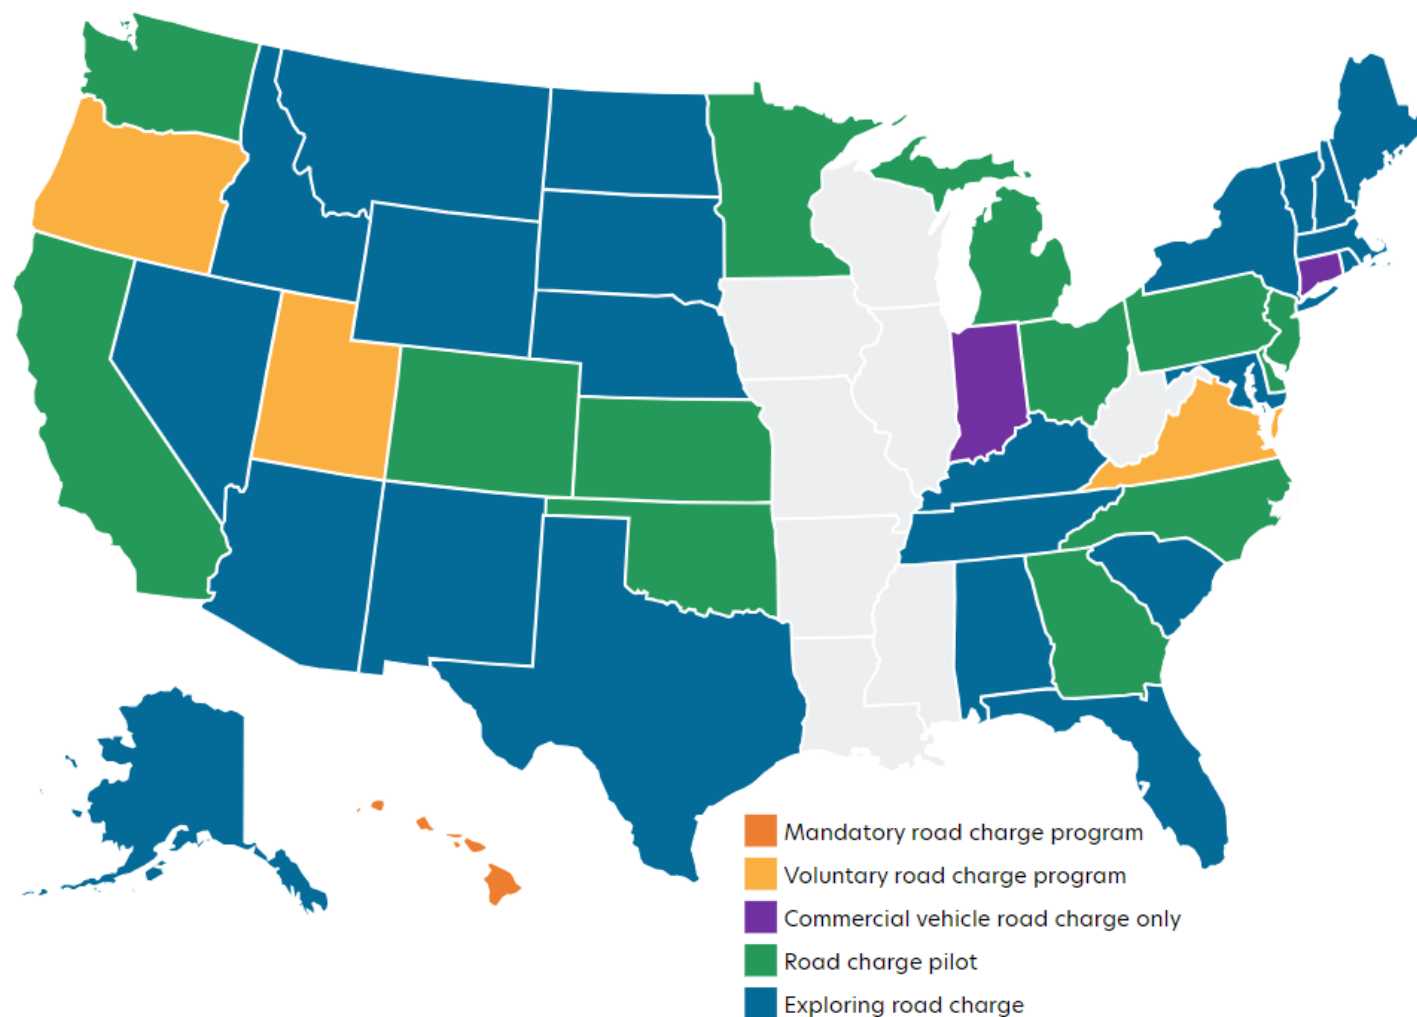 Mandatory road charge program
Voluntary road charge program
Commercial vehicle road charge only
Road charge pilot
Exploring road charge